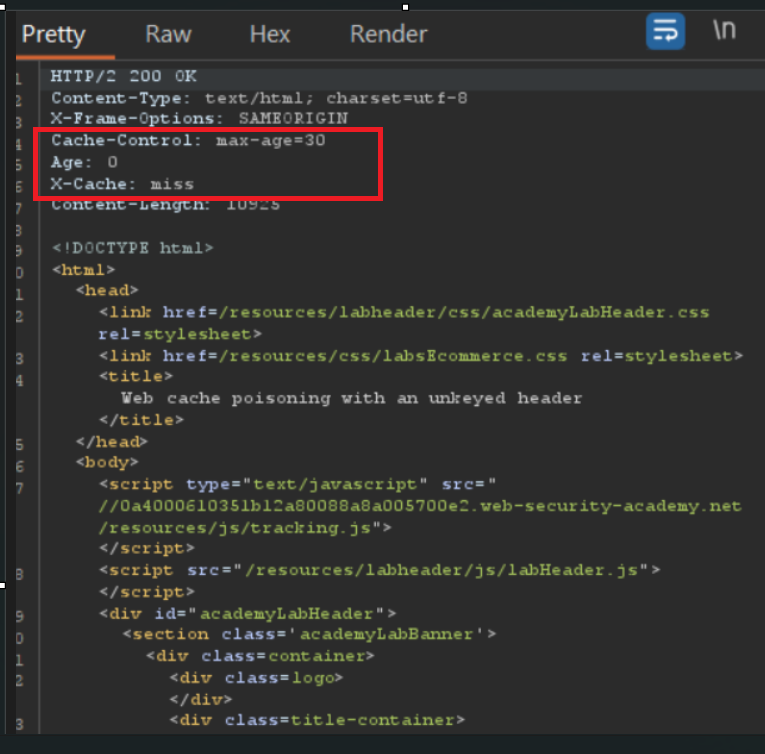 Pretty Raw Hex Render \n
1 HTTP/2 200 OK
2 Content-Type: text/html; charset=utf-8
3 X-Frame-Options: SAMEORIGIN
4 Cache-Control: max-age=30
5 Age: 0
6 X-Cache: miss
7 Content-Length: 10925
8
9 <!DOCTYPE html>
0 <html>
1 <head>
2 <link href=/resources/labheader/css/academyLabHeader.css
rel=stylesheet>
3 <link href=/resources/css/labsEcommerce.css rel=stylesheet>
4 <title>
Web cache poisoning with an unkeyed header
</title>
5 </head>
6 <body>
7 <script type="text/javascript" src="
//0a4000610351b12a80088a8a005700e2.web-security-academy.net
/resources/js/tracking.js">
</script>
8 <script src="/resources/labheader/js/labHeader.js">
</script>
9 <div id="academyLabHeader">
0 <section class='academyLabBanner'>
1 <div class=container>
2 <div class=logo>
</div>
3 <div class=title-container>